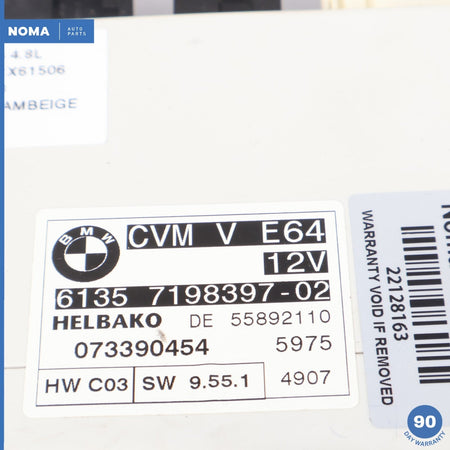 NOMA AUTO PARTS
4.8L
X61506
AMBEIGE
BMW
CVM V E64
12V
6135 7198397-02
HELBAKO DE 55892110
073390454 5975
HW C03 SW 9.55.1 4907
WARRANTY VOID IF REMOVED
22128163
90
DAY WARRANTY